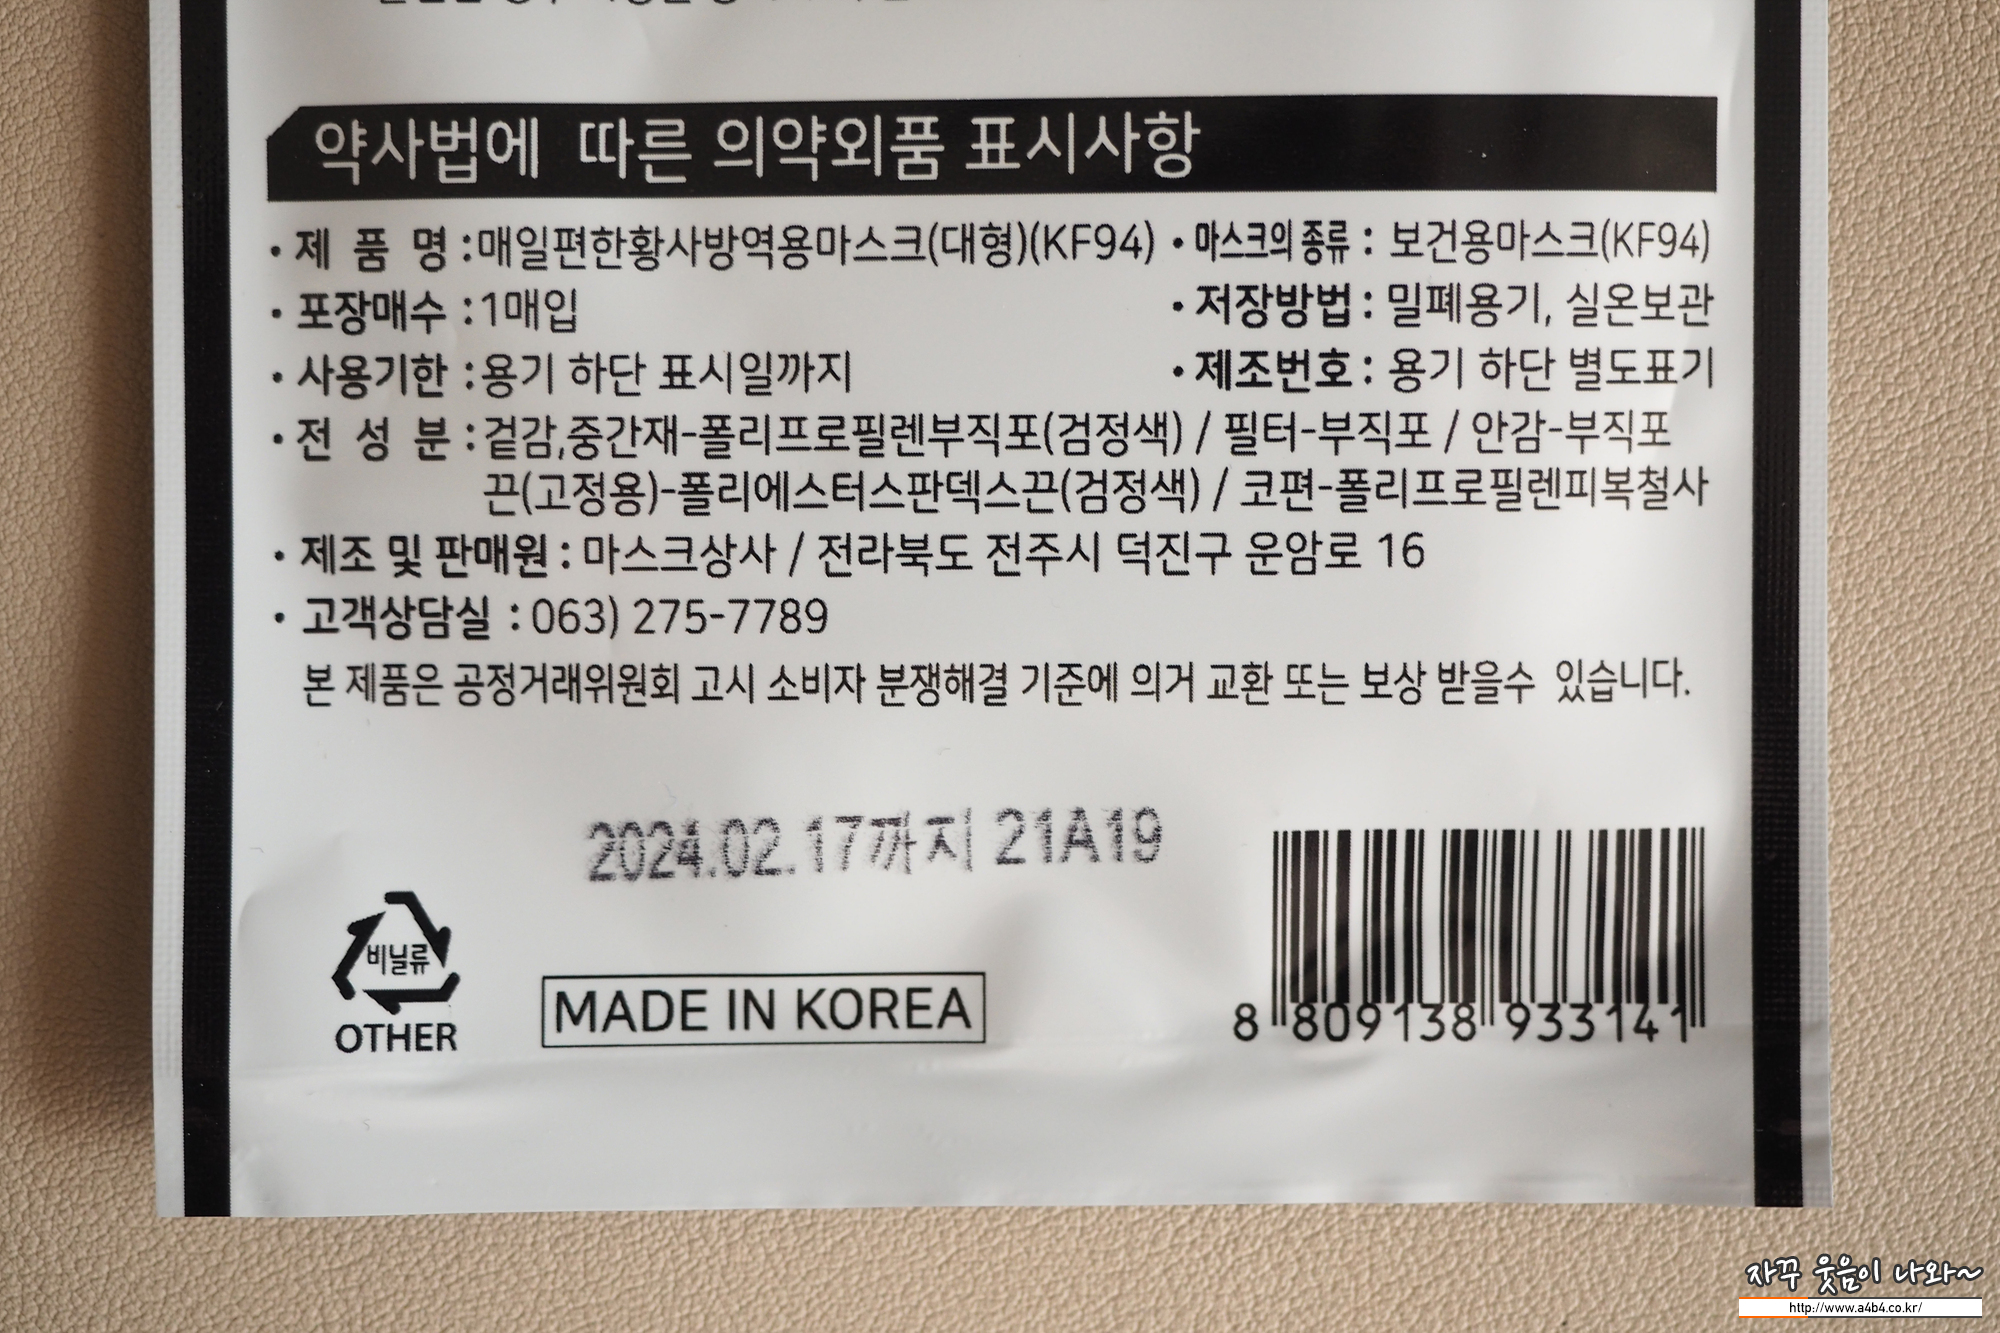 약사법에 따른 의약외품 표시사항
• 제 품 명 : 매일편한황사방역용마스크(대형)(KF94) • 마스크의 종류 : 보건용마스크(KF94)
• 포장매수 : 1매입 • 저장방법 : 밀폐용기, 실온보관
• 사용기한 : 용기 하단 표시일까지 • 제조번호 : 용기 하단 별도표기
• 전 성 분 : 겉감,중간재-폴리프로필렌부직포(검정색) / 필터-부직포 / 안감-부직포
끈(고정용)-폴리에스터스판덱스끈(검정색) / 코편-폴리프로필렌피복철사
• 제조 및 판매원 : 마스크상사 / 전라북도 전주시 덕진구 운암로 16
• 고객상담실 : 063) 275-7789
본 제품은 공정거래위원회 고시 소비자 분쟁해결 기준에 의거 교환 또는 보상 받을수 있습니다.
2024.02.17까지 21A19
비닐류
OTHER
MADE IN KOREA
8 809138 933141
자꾸 웃음이 나와~
http://www.a4b4.co.kr/